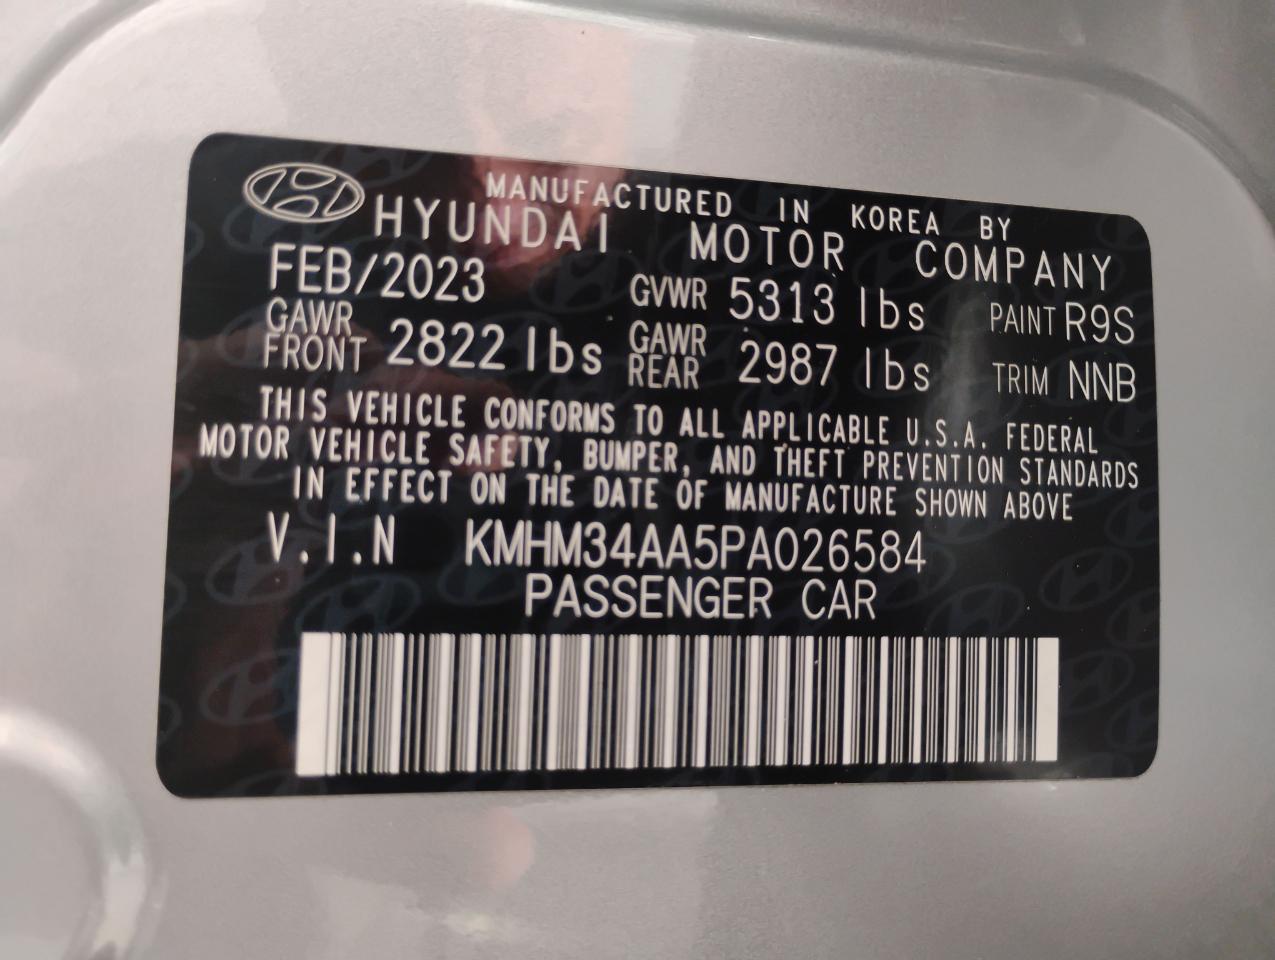 MANUFACTURED IN KOREA BY
HYUNDAI MOTOR COMPANY
FEB/2023 GVWR 5313 lbs PAINT R9S
GAWR FRONT 2822 lbs GAWR REAR 2987 lbs TRIM NNB
THIS VEHICLE CONFORMS TO ALL APPLICABLE U.S.A. FEDERAL
MOTOR VEHICLE SAFETY, BUMPER, AND THEFT PREVENTION STANDARDS
IN EFFECT ON THE DATE OF MANUFACTURE SHOWN ABOVE
V.I.N KMHM34AA5PA026584
PASSENGER CAR